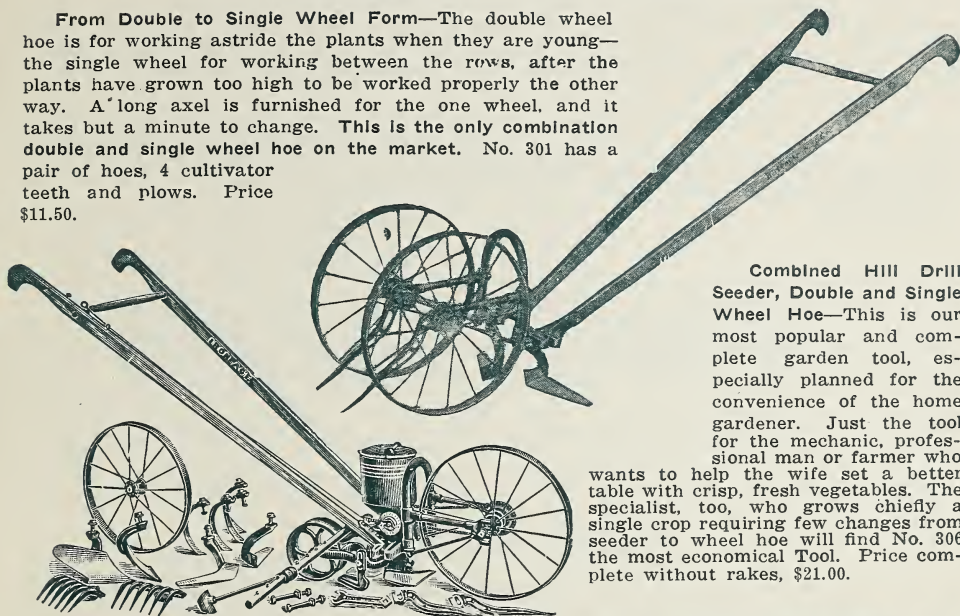 From Double to Single Wheel Form—The double wheel
hoe is for working astride the plants when they are young—
the single wheel for working between the rows, after the
plants have grown too high to be worked properly the other
way. A long axel is furnished for the one wheel, and it
takes but a minute to change. This is the only combination
double and single wheel hoe on the market. No. 301 has a
pair of hoes, 4 cultivator
teeth and plows. Price
$11.50.
Combined Hill Drill
Seeder, Double and Single
Wheel Hoe—This is our
most popular and com-
plete garden tool, es-
pecially planned for the
convenience of the home
gardener. Just the tool
for the mechanic, profes-
sional man or farmer who
wants to help the wife set a better
table with crisp, fresh vegetables. The
specialist, too, who grows chiefly a
single crop requiring few changes from
seeder to wheel hoe will find No. 306
the most economical Tool. Price com-
plete without rakes, $21.00.